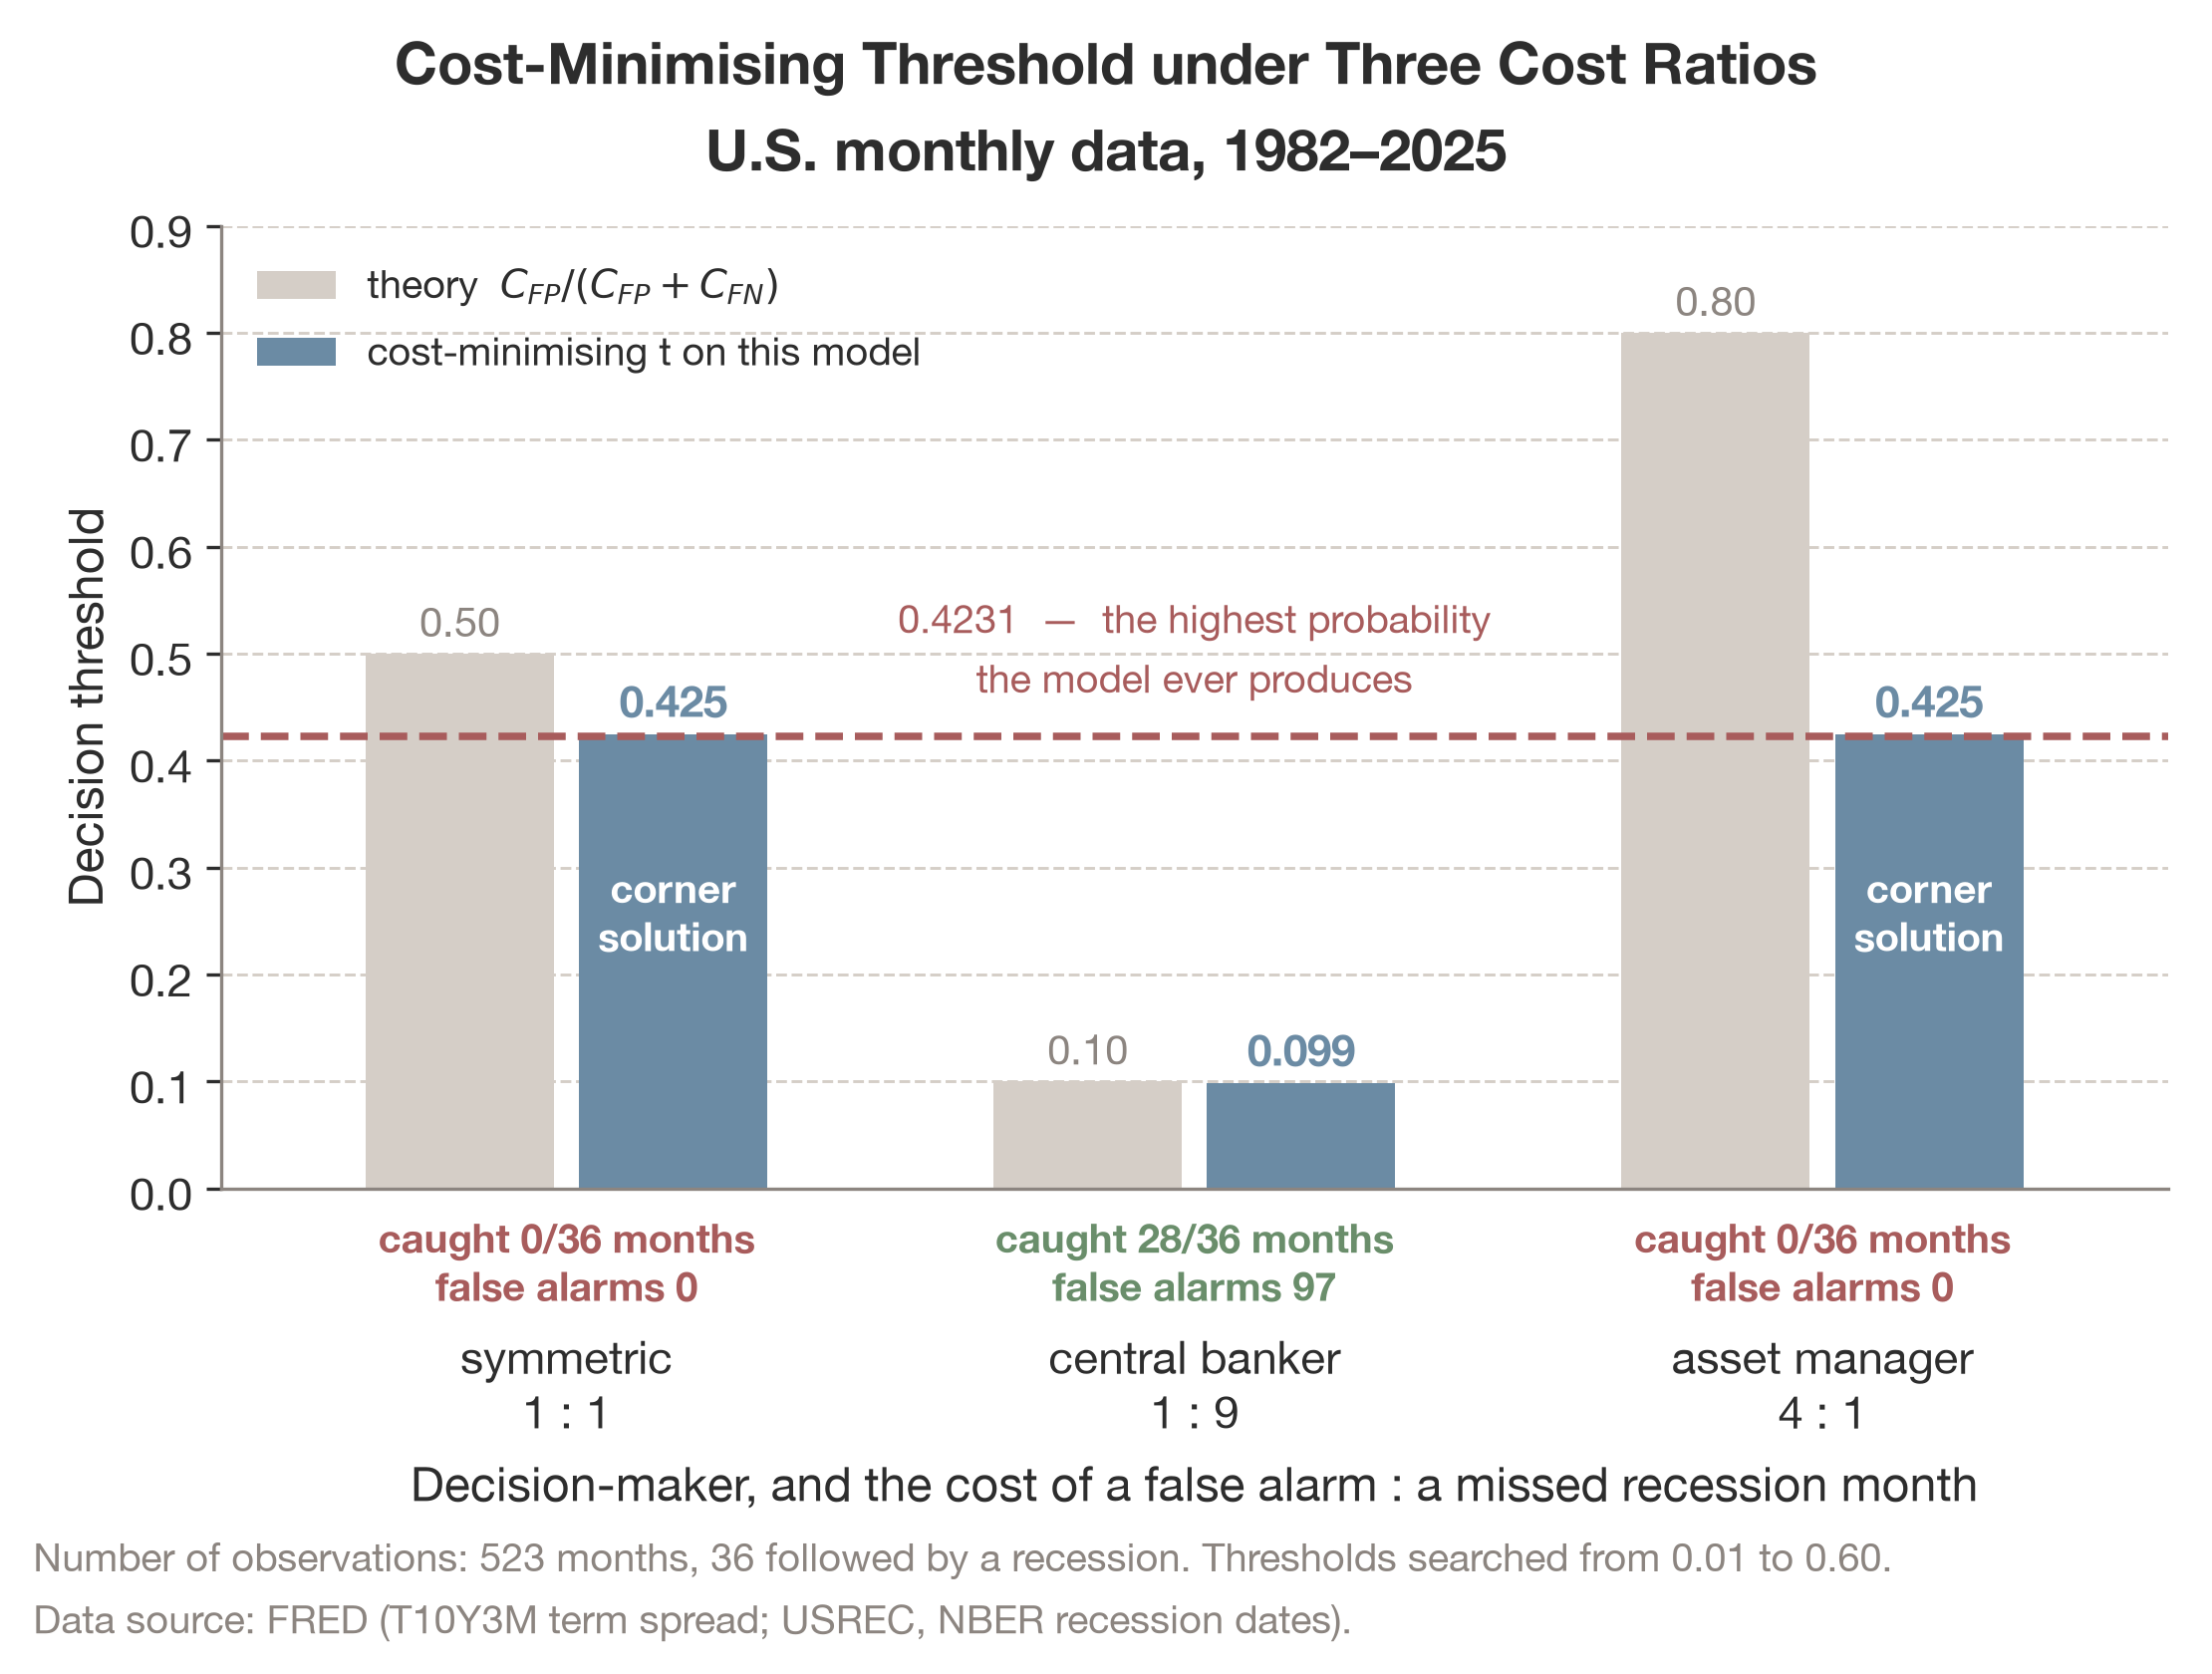 Cost-Minimising Threshold under Three Cost Ratios
U.S. monthly data, 1982–2025
Decision threshold
0.9
0.8
0.7
0.6
0.5
0.4
0.3
0.2
0.1
0.0
theory C_FP/(C_FP + C_FN)
cost-minimising t on this model
0.80
0.50
0.4231 — the highest probability
the model ever produces
0.425
0.425
corner
solution
corner
solution
0.10
0.099
caught 0/36 months
false alarms 0
caught 28/36 months
false alarms 97
caught 0/36 months
false alarms 0
symmetric
1 : 1
central banker
1 : 9
asset manager
4 : 1
Decision-maker, and the cost of a false alarm : a missed recession month
Number of observations: 523 months, 36 followed by a recession. Thresholds searched from 0.01 to 0.60.
Data source: FRED (T10Y3M term spread; USREC, NBER recession dates).